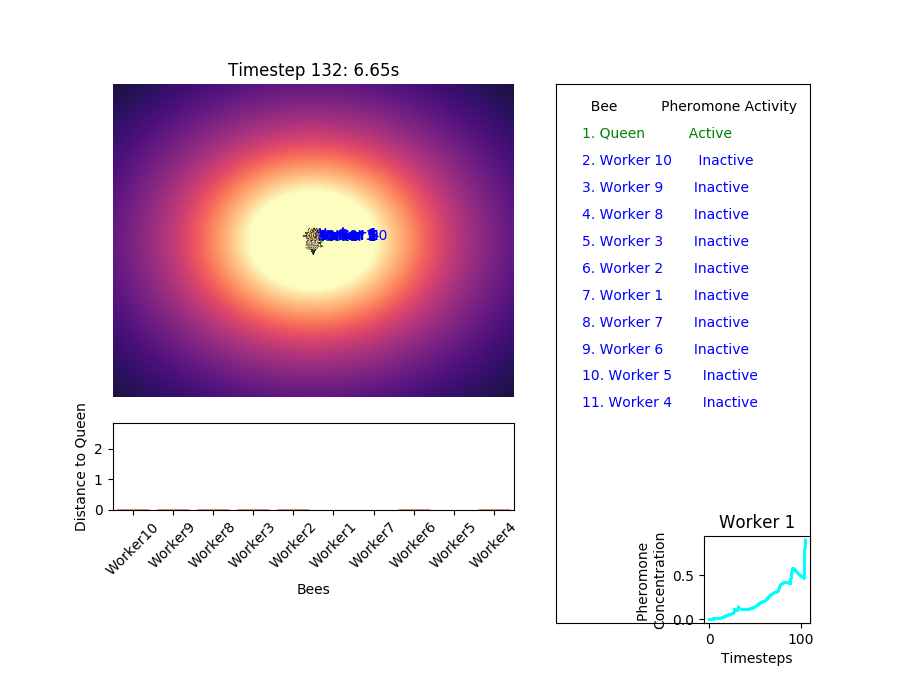 Timestep 132: 6.65s
Bee Pheromone Activity
1. Queen Active
2. Worker 10 Inactive
3. Worker 9 Inactive
4. Worker 8 Inactive
5. Worker 3 Inactive
6. Worker 2 Inactive
7. Worker 1 Inactive
8. Worker 7 Inactive
9. Worker 6 Inactive
10. Worker 5 Inactive
11. Worker 4 Inactive
Distance to Queen
2
1
0
Worker10
Worker9
Worker8
Worker3
Worker2
Worker1
Worker7
Worker6
Worker5
Worker4
Bees
Worker 1
Pheromone
Concentration
0.5
0.0
0 100
Timesteps